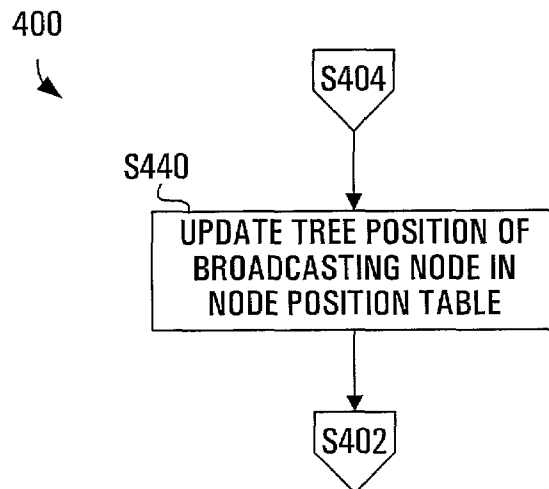 400
S404
S440
UPDATE TREE POSITION OF
BROADCASTING NODE IN
NODE POSITION TABLE
S402